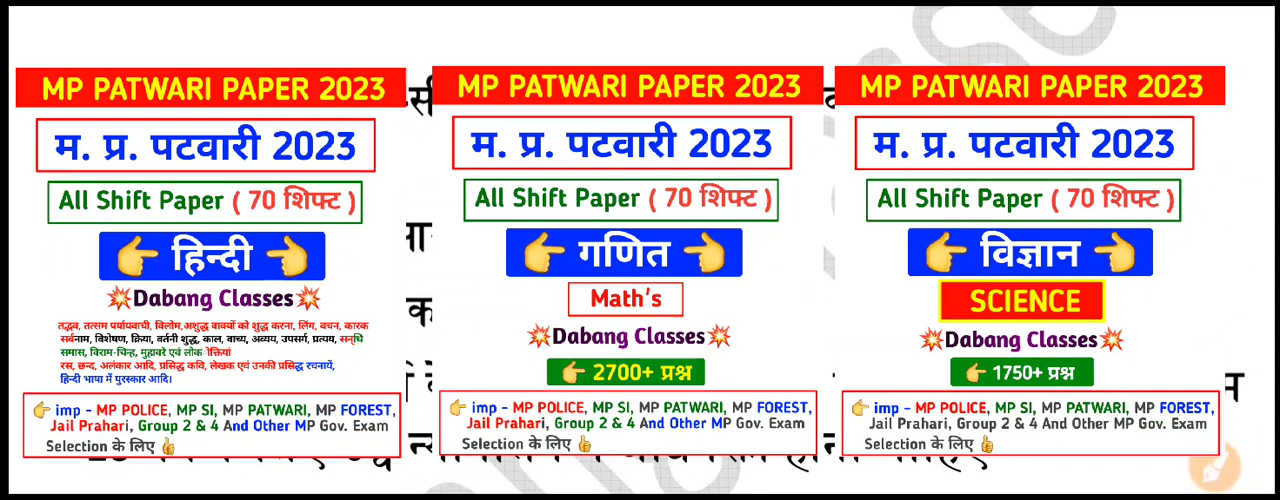 MP PATWARI PAPER 2023
म. प्र. पटवारी 2023
All Shift Paper ( 70 शिफ्ट )
👉 हिन्दी 👈
💥Dabang Classes💥
तद्भव, तत्सम पर्यायवाची, विलोम,अशुद्ध वाक्यों को शुद्ध करना, लिंग, वचन, कारक
सर्वनाम, विशेषण, क्रिया, वर्तनी शुद्ध, काल, वाच्य, अव्यय, उपसर्ग, प्रत्यय, सन्धि
समास, विराम-चिन्ह, मुहावरे एवं लोकोक्तियां
रस, छन्द, अलंकार आदि, प्रसिद्ध कवि, लेखक एवं उनकी प्रसिद्ध रचनायें,
हिन्दी भाषा में पुरस्कार आदि।
👉 imp - MP POLICE, MP SI, MP PATWARI, MP FOREST,
Jail Prahari, Group 2 & 4 And Other MP Gov. Exam
Selection के लिए 👍
MP PATWARI PAPER 2023
म. प्र. पटवारी 2023
All Shift Paper ( 70 शिफ्ट )
👉 गणित 👈
Math's
💥Dabang Classes💥
👉 2700+ प्रश्न
👉 imp - MP POLICE, MP SI, MP PATWARI, MP FOREST,
Jail Prahari, Group 2 & 4 And Other MP Gov. Exam
Selection के लिए 👍
MP PATWARI PAPER 2023
म. प्र. पटवारी 2023
All Shift Paper ( 70 शिफ्ट )
👉 विज्ञान 👈
SCIENCE
💥Dabang Classes💥
👉 1750+ प्रश्न
👉 imp - MP POLICE, MP SI, MP PATWARI, MP FOREST,
Jail Prahari, Group 2 & 4 And Other MP Gov. Exam
Selection के लिए 👍